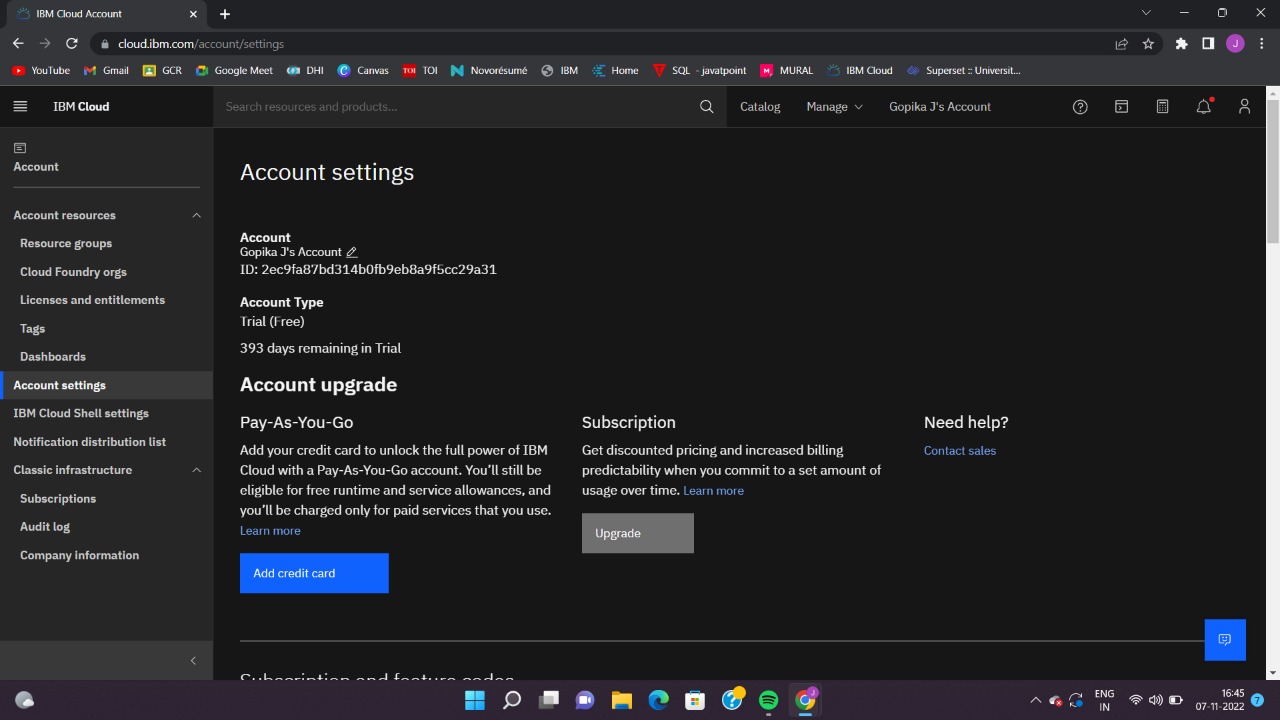 IBM Cloud Account
cloud.ibm.com/account/settings
J
YouTube
Gmail
GCR
Google Meet
DHI
Canvas
TOI
TOI
Novorésumé
IBM
Home
SQL - javatpoint
MURAL
IBM Cloud
Superset :: Universit...
IBM Cloud
Search resources and products...
Catalog
Manage
Gopika J's Account
Account
Account resources
Resource groups
Cloud Foundry orgs
Licenses and entitlements
Tags
Dashboards
Account settings
IBM Cloud Shell settings
Notification distribution list
Classic infrastructure
Subscriptions
Audit log
Company information
Account settings
Account
Gopika J's Account
ID: 2ec9fa87bd314b0fb9eb8a9f5cc29a31
Account Type
Trial (Free)
393 days remaining in Trial
Account upgrade
Pay-As-You-Go
Add your credit card to unlock the full power of IBM
Cloud with a Pay-As-You-Go account. You’ll still be
eligible for free runtime and service allowances, and
you’ll be charged only for paid services that you use.
Learn more
Add credit card
Subscription
Get discounted pricing and increased billing
predictability when you commit to a set amount of
usage over time. Learn more
Upgrade
Need help?
Contact sales
Subscription and feature codes
ENG
IN
16:45
07-11-2022
7